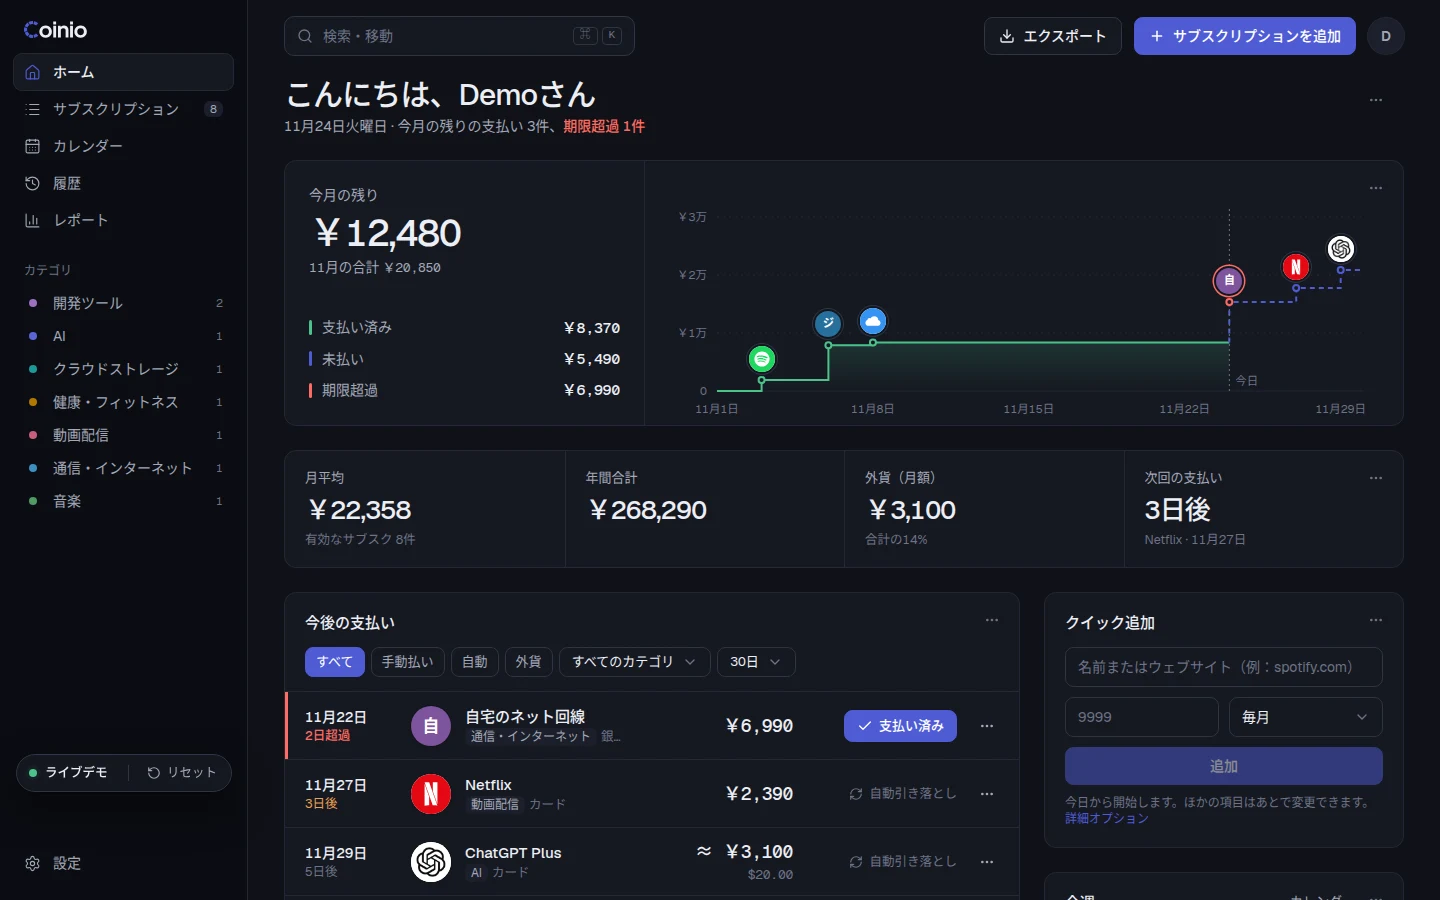 Coinio
ホーム
サブスクリプション 8
カレンダー
履歴
レポート
カテゴリ
開発ツール 2
AI 1
クラウドストレージ 1
健康・フィットネス 1
動画配信 1
通信・インターネット 1
音楽 1
ライブデモ リセット
設定
検索・移動 ⌘ K
エクスポート
+ サブスクリプションを追加
D
こんにちは、Demoさん
11月24日火曜日 · 今月の残りの支払い 3件、期限超過 1件
今月の残り
¥12,480
11月の合計 ¥20,850
支払い済み ¥8,370
未払い ¥5,490
期限超過 ¥6,990
¥3万
¥2万
¥1万
0
ジ
自
今日
11月1日 11月8日 11月15日 11月22日 11月29日
月平均
¥22,358
有効なサブスク 8件
年間合計
¥268,290
外貨（月額）
¥3,100
合計の14%
次回の支払い
3日後
Netflix · 11月27日
今後の支払い
すべて 手動払い 自動 外貨 すべてのカテゴリ 30日
11月22日
2日超過
自
自宅のネット回線
通信・インターネット 銀…
¥6,990
支払い済み
11月27日
3日後
N
Netflix
動画配信 カード
¥2,390
自動引き落とし
11月29日
5日後
ChatGPT Plus
AI カード
≈ ¥3,100
$20.00
自動引き落とし
クイック追加
名前またはウェブサイト（例：spotify.com）
9999
毎月
追加
今日から開始します。ほかの項目はあとで変更できます。
詳細オプション